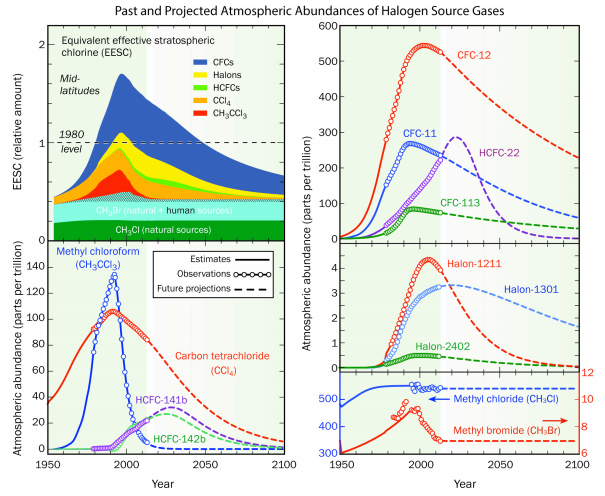 Past and Projected Atmospheric Abundances of Halogen Source Gases
Equivalent effective stratospheric
chlorine (EESC)
Mid-
latitudes
CFCs
Halons
HCFCs
CCl4
CH3CCl3
1980
level
CH3Br (natural + human sources)
CH3Cl (natural sources)
EESC (relative amount)
2
1
0
Methyl chloroform
(CH3CCl3)
Estimates
Observations
Future projections
Carbon tetrachloride
(CCl4)
HCFC-141b
HCFC-142b
Atmospheric abundance (parts per trillion)
140
120
100
80
60
40
20
0
1950
2000
2050
2100
Year
1950
2000
2050
2100
CFC-12
CFC-11
HCFC-22
CFC-113
Atmospheric abundance (parts per trillion)
600
500
400
300
200
100
0
Halon-1211
Halon-1301
Halon-2402
4
3
2
1
0
Methyl chloride (CH3Cl)
Methyl bromide (CH3Br)
500
400
300
12
10
8
6
1950
2000
2050
2100
Year